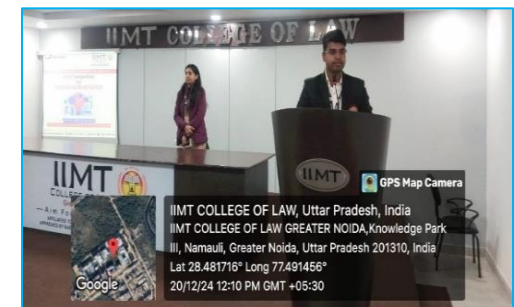 IIMT COLLEGE OF LAW
IIMT
IIMT
GPS Map Camera
IIMT COLLEGE OF LAW, Uttar Pradesh, India
IIMT COLLEGE OF LAW GREATER NOIDA,Knowledge Park
III, Namauli, Greater Noida, Uttar Pradesh 201310, India
Lat 28.481716° Long 77.491456°
20/12/24 12:10 PM GMT +05:30
Google